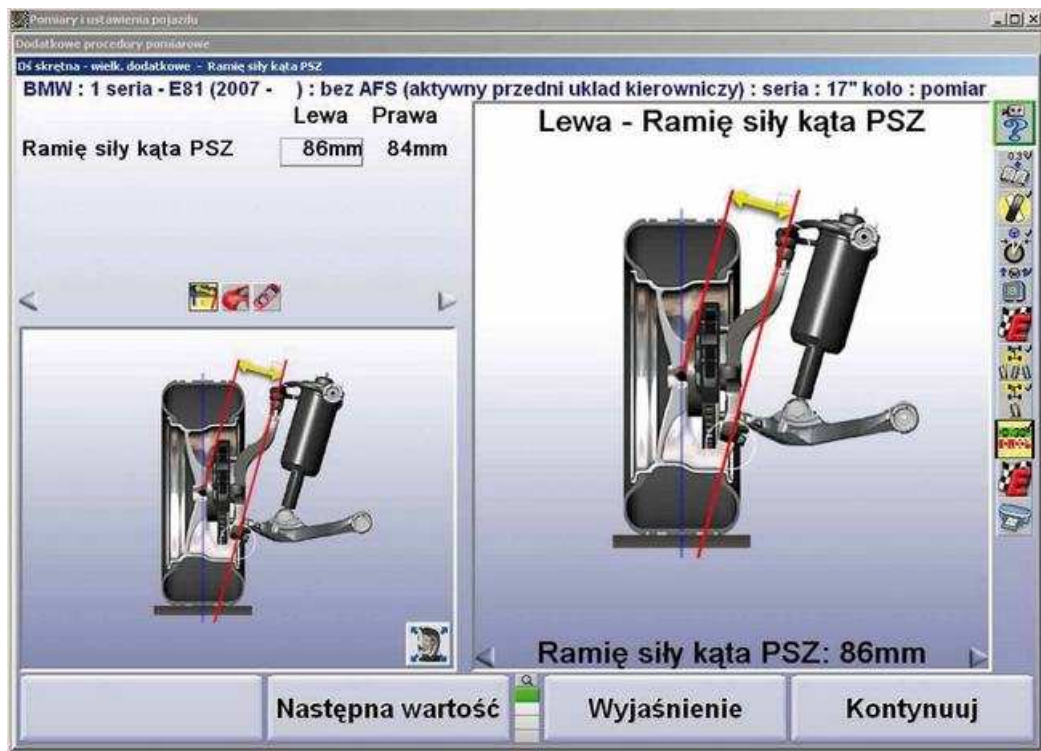 Pomiary i ustawienia pojazdu
Dodatkowe procedury pomiarowe
Oś skrętna - wielk. dodatkowe - Ramię siły kąta PSZ
BMW : 1 seria - E81 (2007 - ) : bez AFS (aktywny przedni uklad kierowniczy) : seria : 17" kolo : pomiar
Lewa Prawa
Ramię siły kąta PSZ 86mm 84mm
Lewa - Ramię siły kąta PSZ
0.3V
E
E
Ramię siły kąta PSZ: 86mm
Następna wartość
Wyjaśnienie
Kontynuuj